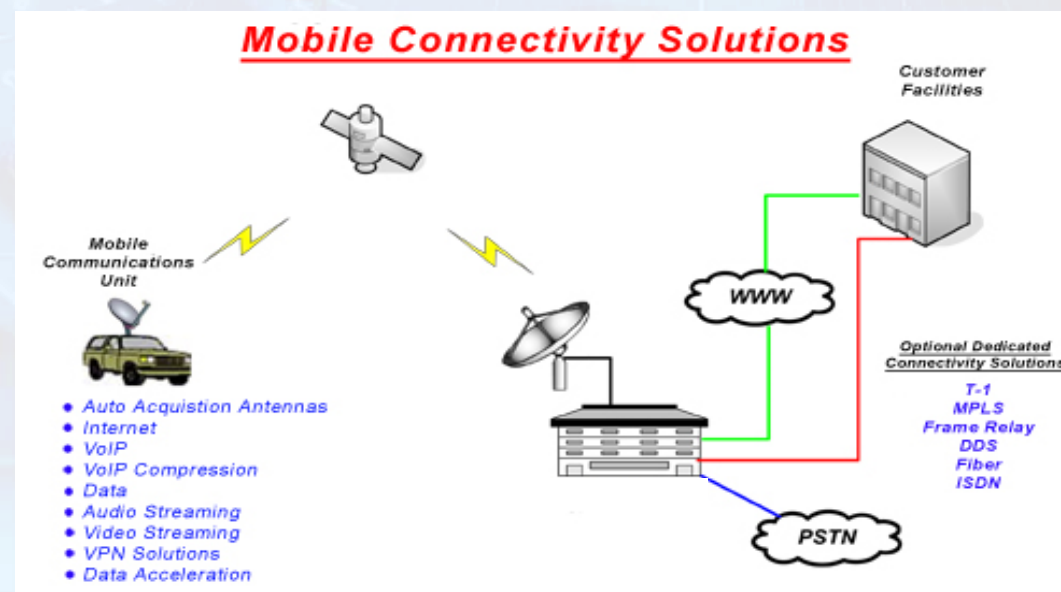 Mobile Connectivity Solutions
Customer
Facilities
Mobile
Communications
Unit
WWW
Optional Dedicated
Connectivity Solutions
T-1
MPLS
Frame Relay
DDS
Fiber
ISDN
Auto Acquistion Antennas
Internet
VoIP
VoIP Compression
Data
Audio Streaming
Video Streaming
VPN Solutions
Data Acceleration
PSTN